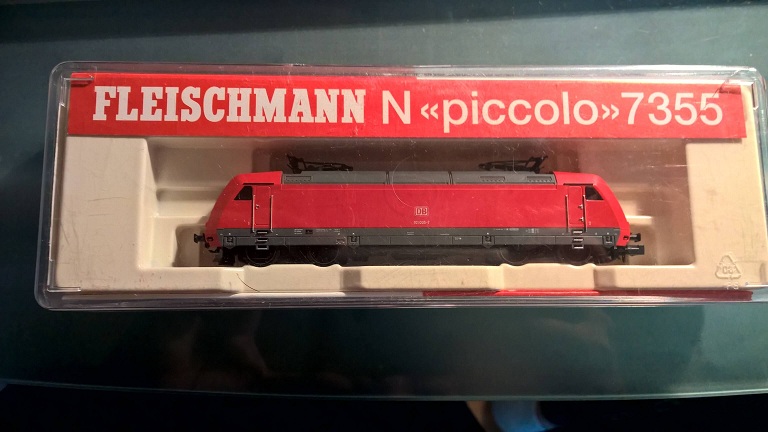 FLEISCHMANN N «piccolo» 7355
DB